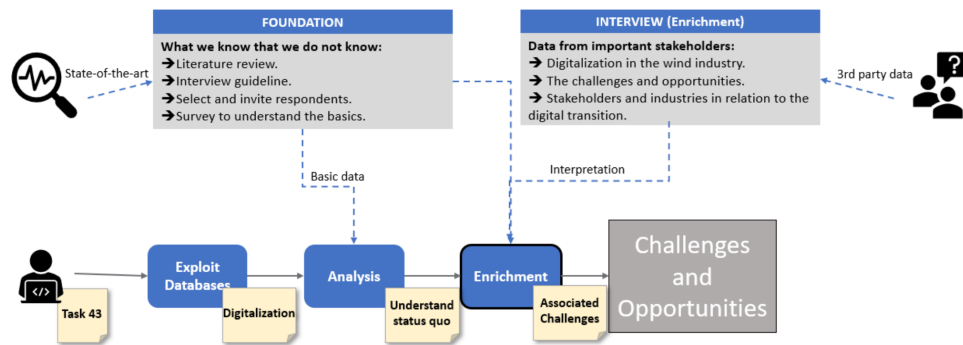 FOUNDATION
What we know that we do not know:
➔Literature review.
➔Interview guideline.
➔Select and invite respondents.
➔Survey to understand the basics.
INTERVIEW (Enrichment)
Data from important stakeholders:
➔ Digitalization in the wind industry.
➔ The challenges and opportunities.
➔ Stakeholders and industries in relation to the
digital transition.
State-of-the-art
3rd party data
Basic data
Interpretation
Exploit
Databases
Analysis
Enrichment
Challenges
and
Opportunities
</>
Task 43
Digitalization
Understand
status quo
Associated
Challenges
?